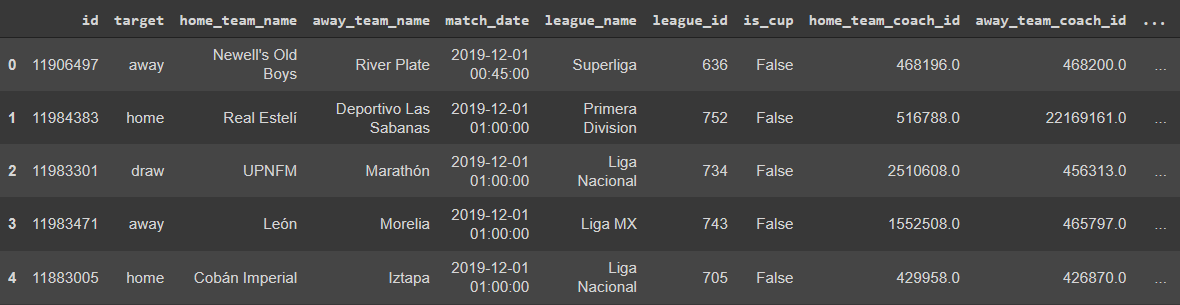 id target home_team_name away_team_name match_date league_name league_id is_cup home_team_coach_id away_team_coach_id ...
0 11906497 away Newell's Old Boys River Plate 2019-12-01 00:45:00 Superliga 636 False 468196.0 468200.0 ...
1 11984383 home Real Estelí Deportivo Las Sabanas 2019-12-01 01:00:00 Primera Division 752 False 516788.0 22169161.0 ...
2 11983301 draw UPNFM Marathón 2019-12-01 01:00:00 Liga Nacional 734 False 2510608.0 456313.0 ...
3 11983471 away León Morelia 2019-12-01 01:00:00 Liga MX 743 False 1552508.0 465797.0 ...
4 11883005 home Cobán Imperial Iztapa 2019-12-01 01:00:00 Liga Nacional 705 False 429958.0 426870.0 ...